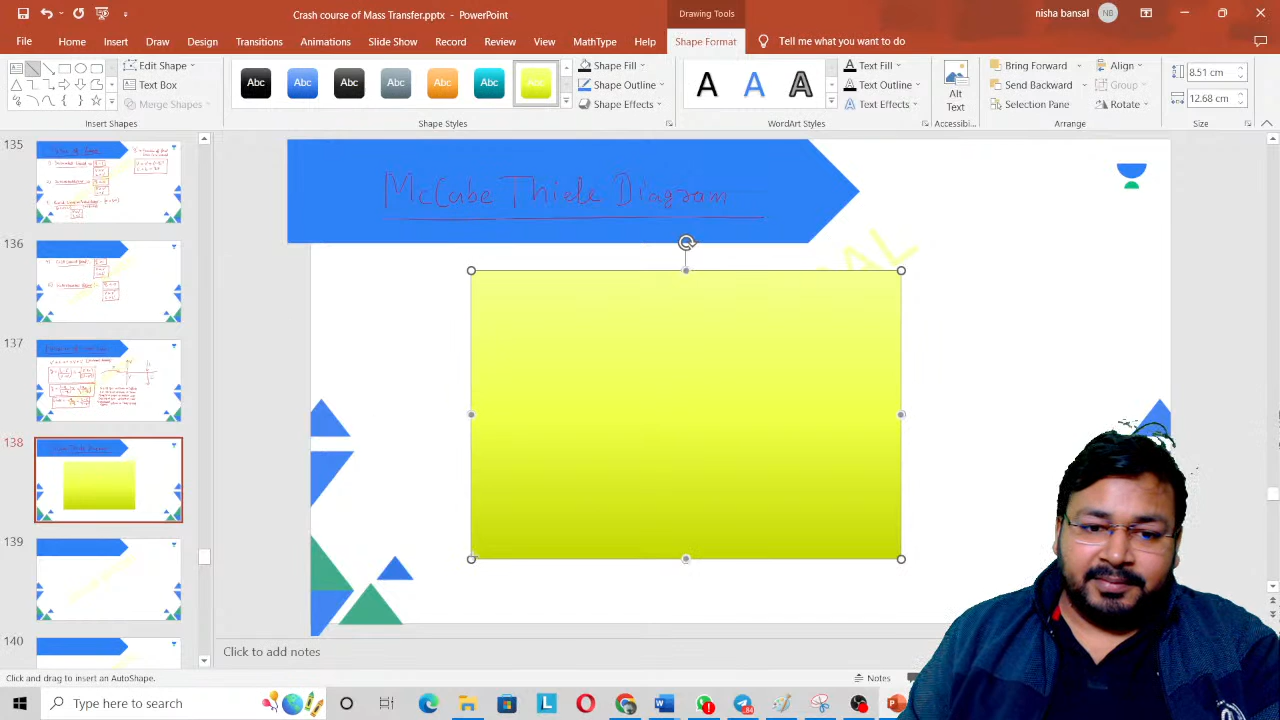 Crash course of Mass Transfer.pptx - PowerPoint
Drawing Tools
nisha bansal
NB
File
Home
Insert
Draw
Design
Transitions
Animations
Slide Show
Record
Review
View
MathType
Help
Shape Format
Tell me what you want to do
Edit Shape
Text Box
Merge Shapes
Insert Shapes
Abc
Abc
Abc
Abc
Abc
Abc
Abc
Shape Fill
Shape Outline
Shape Effects
Shape Styles
A
A
A
Text Fill
Text Outline
Text Effects
WordArt Styles
Alt
Text
Accessibili...
Bring Forward
Send Backward
Selection Pane
Align
Group
Rotate
Arrange
8.51 cm
12.68 cm
Size
135
136
137
138
139
140
McCabe Thiele Diagram
AL
Click to add notes
Click and drag to insert an AutoShape.
Notes
Type here to search
L
W
84
P